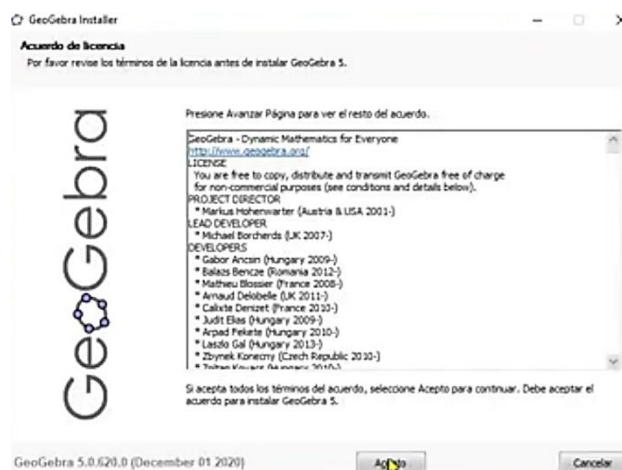 GeoGebra Installer
Acuerdo de licencia
Por favor revise los términos de la licencia antes de instalar GeoGebra 5.
GeoGebra
Presione Avanzar Página para ver el resto del acuerdo.
GeoGebra - Dynamic Mathematics for Everyone
http://www.geogebra.org/
LICENSE
You are free to copy, distribute and transmit GeoGebra free of charge
for non-commercial purposes (see conditions and details below).
PROJECT DIRECTOR
* Markus Hohenwarter (Austria & USA 2001-)
LEAD DEVELOPER
* Michael Borcherds (UK 2007-)
DEVELOPERS
* Gabor Ancsin (Hungary 2009-)
* Balazs Bencze (Romania 2012-)
* Mathieu Blossier (France 2008-)
* Arnaud Delobelle (UK 2011-)
* Calixte Denizet (France 2010-)
* Judit Elias (Hungary 2009-)
* Arpad Fekete (Hungary 2010-)
* Laszlo Gal (Hungary 2013-)
* Zbynek Konecny (Czech Republic 2010-)
* Zoltan Kovacs (Hungary 2010-)
Si acepta todos los términos del acuerdo, seleccione Acepto para continuar. Debe aceptar el
acuerdo para instalar GeoGebra 5.
GeoGebra 5.0.620.0 (December 01 2020)
Acepto
Cancelar